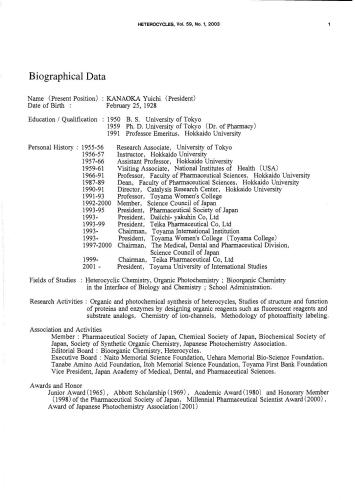 HETEROCYCLES, Vol. 59, No. 1, 2003 1
Biographical Data
Name (Present Position) : KANAOKA Yuichi (President)
Date of Birth : February 25, 1928
Education / Qualification : 1950 B. S. University of Tokyo
1959 Ph. D. University of Tokyo (Dr. of Pharmacy)
1991 Professor Emeritus, Hokkaido University
Personal History : 1955-56 Research Associate, University of Tokyo
1956-57 Instructor, Hokkaido University
1957-66 Assistant Professor, Hokkaido University
1959-61 Visiting Associate, National Institutes of Health (USA)
1966-91 Professor, Faculty of Pharmaceutical Sciences, Hokkaido University
1987-89 Dean, Faculty of Pharmaceutical Sciences, Hokkaido University
1990-91 Director, Catalysis Research Center, Hokkaido University
1991-93 Professor, Toyama Women's College
1992-2000 Member, Science Council of Japan
1993-95 President, Pharmaceutical Society of Japan
1993- President, Daiichi- yakuhin Co, Ltd
1993-99 President, Teika Pharmaceutical Co, Ltd
1993- Chairman, Toyama International Institution
1993- President, Toyama Women's College (Toyama College)
1997-2000 Chairman, The Medical, Dental and Pharmaceutical Division,
Science Council of Japan
1999- Chairman, Teika Pharmaceutical Co, Ltd
2001 - President, Toyama University of International Studies
Fields of Studies : Heterocyclic Chemistry, Organic Photochemistry ; Bioorganic Chemistry
in the Interface of Biology and Chemistry ; School Administration.
Research Activities : Organic and photochemical synthesis of heterocycles, Studies of structure and function
of proteins and enzymes by designing organic reagents such as fluorescent reagents and
substrate analogs, Chemistry of ion-channels, Methodology of photoaffinity labeling.
Association and Activities
Member : Pharmaceutical Society of Japan, Chemical Society of Japan, Biochemical Society of
Japan, Society of Synthetic Organic Chemistry, Japanese Photochemistry Association.
Editorial Board : Bioorganic Chemistry, Heterocycles.
Executive Board : Naito Memorial Science Foundation, Uehara Memorial Bio-Science Foundation,
Tanabe Amino Acid Foundation, Itoh Memorial Science Foundation, Toyama First Bank Foundation
Vice President, Japan Academy of Medical, Dental, and Pharmaceutical Sciences.
Awards and Honor
Junior Award (1965), Abbott Scholarship (1969), Academic Award (1980) and Honorary Member
(1998) of the Pharmaceutical Society of Japan, Millennial Pharmaceutical Scientist Award (2000),
Award of Japanese Photochemistry Association (2001)